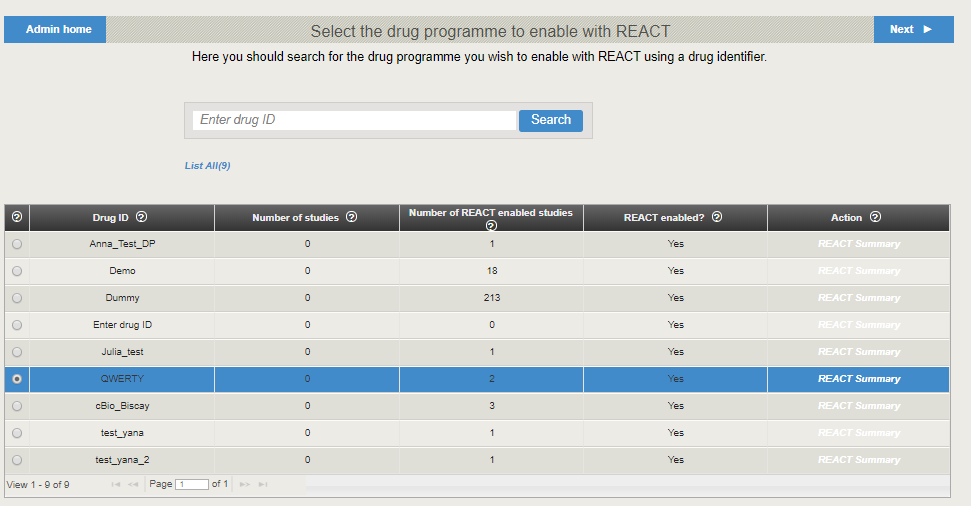 Admin home Select the drug programme to enable with REACT Next
Here you should search for the drug programme you wish to enable with REACT using a drug identifier.
Enter drug ID Search
List All(9)
Drug ID Number of studies Number of REACT enabled studies REACT enabled? Action
Anna_Test_DP 0 1 Yes REACT Summary
Demo 0 18 Yes REACT Summary
Dummy 0 213 Yes REACT Summary
Enter drug ID 0 0 Yes REACT Summary
Julia_test 0 1 Yes REACT Summary
QWERTY 0 2 Yes REACT Summary
cBio_Biscay 0 3 Yes REACT Summary
test_yana 0 1 Yes REACT Summary
test_yana_2 0 1 Yes REACT Summary
View 1 - 9 of 9 Page 1 of 1